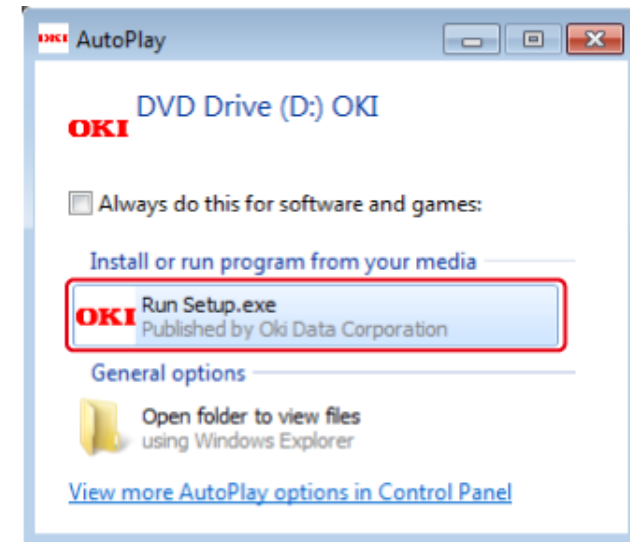 OKI AutoPlay
DVD Drive (D:) OKI
OKI
Always do this for software and games:
Install or run program from your media
OKI Run Setup.exe
Published by Oki Data Corporation
General options
Open folder to view files
using Windows Explorer
View more AutoPlay options in Control Panel